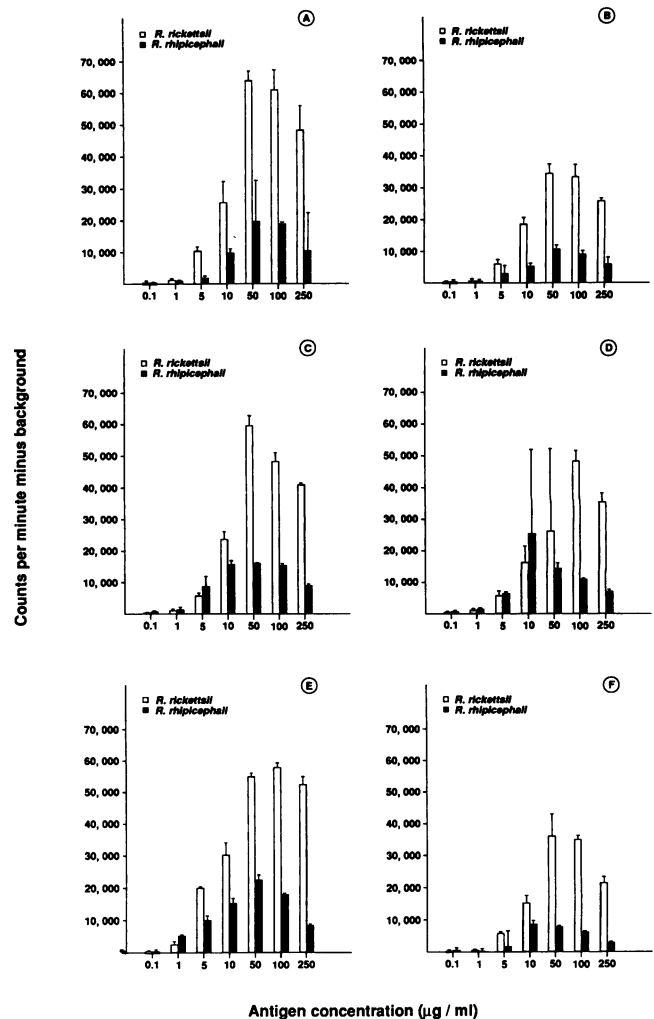 Counts per minute minus background
A
R. rickettsii
R. rhipicephali
70, 000
60, 000
50, 000
40, 000
30, 000
20, 000
10, 000
0.1 1 5 10 50 100 250
B
R. rickettsii
R. rhipicephali
70, 000
60, 000
50, 000
40, 000
30, 000
20, 000
10, 000
0.1 1 5 10 50 100 250
C
R. rickettsii
R. rhipicephali
70, 000
60, 000
50, 000
40, 000
30, 000
20, 000
10, 000
0.1 1 5 10 50 100 250
D
R. rickettsii
R. rhipicephali
70, 000
60, 000
50, 000
40, 000
30, 000
20, 000
10, 000
0.1 1 5 10 50 100 250
E
R. rickettsii
R. rhipicephali
70, 000
60, 000
50, 000
40, 000
30, 000
20, 000
10, 000
0.1 1 5 10 50 100 250
F
R. rickettsii
R. rhipicephali
70, 000
60, 000
50, 000
40, 000
30, 000
20, 000
10, 000
0.1 1 5 10 50 100 250
Antigen concentration (μg / ml)